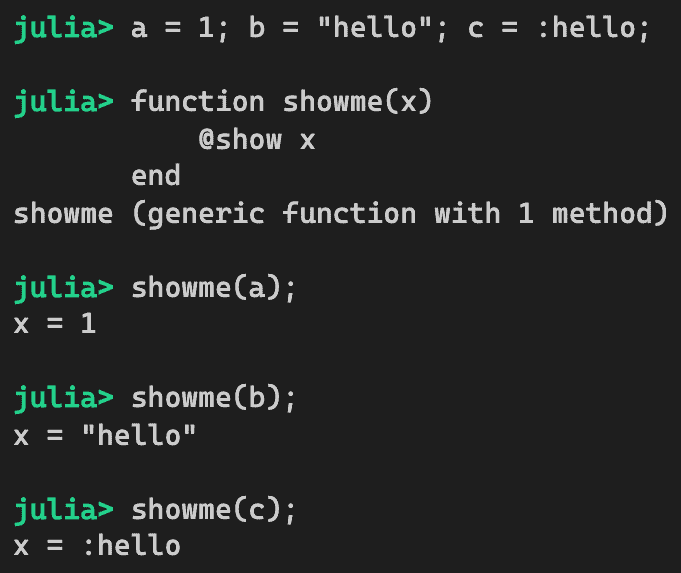 julia> a = 1; b = "hello"; c = :hello;
julia> function showme(x)
           @show x
       end
showme (generic function with 1 method)
julia> showme(a);
x = 1
julia> showme(b);
x = "hello"
julia> showme(c);
x = :hello